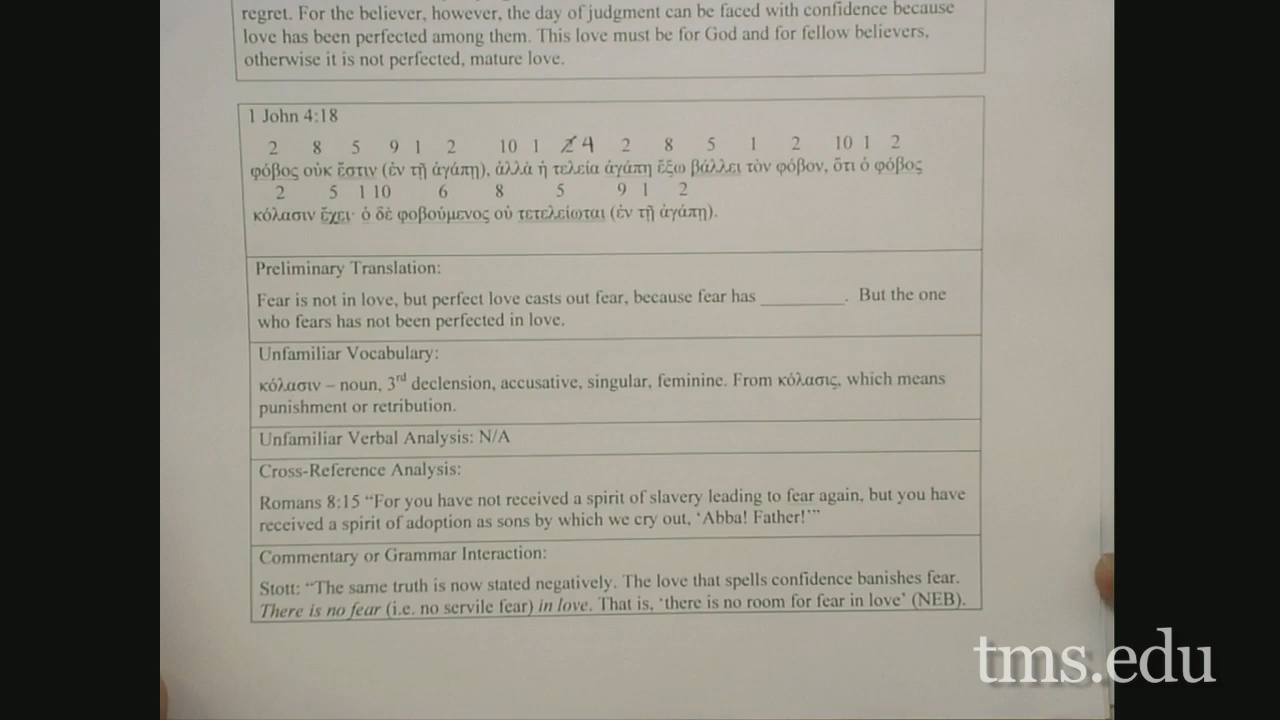 regret. For the believer, however, the day of judgment can be faced with confidence because
love has been perfected among them. This love must be for God and for fellow believers,
otherwise it is not perfected, mature love.
1 John 4:18
2 8 5 9 1 2 10 1 2 4 2 8 5 1 2 10 1 2
φόβος οὐκ ἔστιν (ἐν τῇ ἀγάπῃ), ἀλλὰ ἡ τελεία ἀγάπη ἔξω βάλλει τὸν φόβον, ὅτι ὁ φόβος
2 5 1 10 6 8 5 9 1 2
κόλασιν ἔχει· ὁ δὲ φοβούμενος οὐ τετελείωται (ἐν τῇ ἀγάπῃ).
Preliminary Translation:
Fear is not in love, but perfect love casts out fear, because fear has _________. But the one
who fears has not been perfected in love.
Unfamiliar Vocabulary:
κόλασιν – noun, 3rd declension, accusative, singular, feminine. From κόλασις, which means
punishment or retribution.
Unfamiliar Verbal Analysis: N/A
Cross-Reference Analysis:
Romans 8:15 “For you have not received a spirit of slavery leading to fear again, but you have
received a spirit of adoption as sons by which we cry out, ‘Abba! Father!’”
Commentary or Grammar Interaction:
Stott: “The same truth is now stated negatively. The love that spells confidence banishes fear.
There is no fear (i.e. no servile fear) in love. That is, ‘there is no room for fear in love’ (NEB).
tms.edu